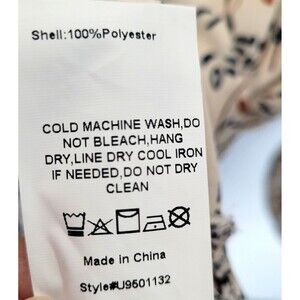 Shell:100%Polyester
COLD MACHINE WASH,DO
NOT BLEACH,HANG
DRY,LINE DRY COOL IRON
IF NEEDED,DO NOT DRY
CLEAN
Made in China
Style#U9501132